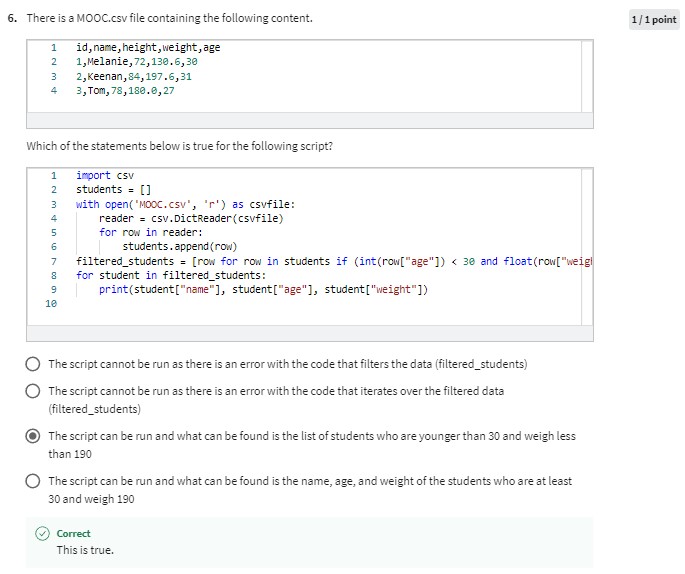 6. There is a MOOC.csv file containing the following content.
1 / 1 point
1 id,name,height,weight,age
2 1,Melanie,72,130.6,30
3 2,Keenan,84,197.6,31
4 3,Tom,78,180.0,27
Which of the statements below is true for the following script?
1 import csv
2 students = []
3 with open('MOOC.csv', 'r') as csvfile:
4 reader = csv.DictReader(csvfile)
5 for row in reader:
6 students.append(row)
7 filtered_students = [row for row in students if (int(row["age"]) < 30 and float(row["weigh
8 for student in filtered_students:
9 print(student["name"], student["age"], student["weight"])
10
The script cannot be run as there is an error with the code that filters the data (filtered_students)
The script cannot be run as there is an error with the code that iterates over the filtered data
(filtered_students)
The script can be run and what can be found is the list of students who are younger than 30 and weigh less
than 190
The script can be run and what can be found is the name, age, and weight of the students who are at least
30 and weigh 190
Correct
This is true.